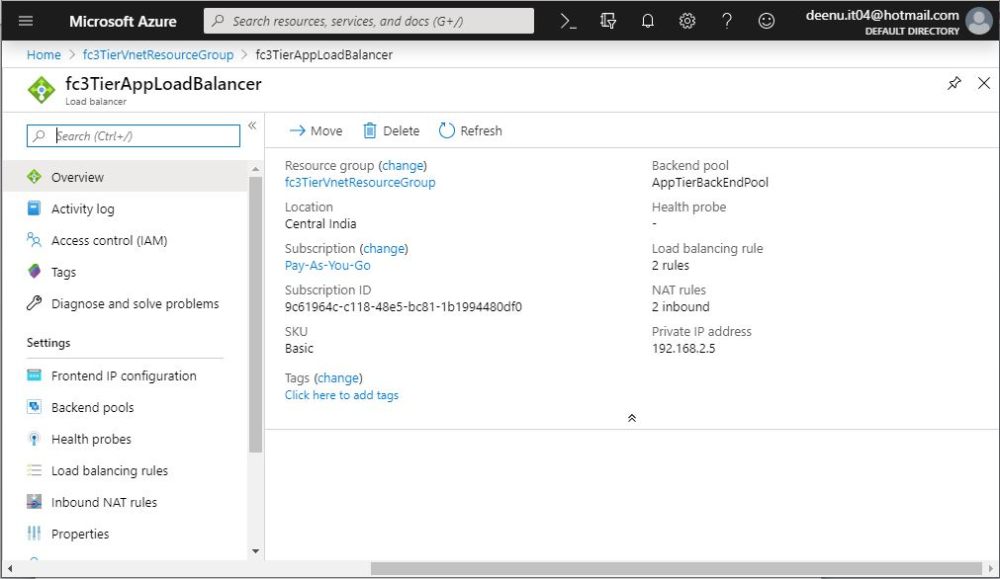 Microsoft Azure
Search resources, services, and docs (G+/)
deenu.it04@hotmail.com
DEFAULT DIRECTORY
Home > fc3TierVnetResourceGroup > fc3TierAppLoadBalancer
fc3TierAppLoadBalancer
Load balancer
Search (Ctrl+/)
Overview
Activity log
Access control (IAM)
Tags
Diagnose and solve problems
Settings
Frontend IP configuration
Backend pools
Health probes
Load balancing rules
Inbound NAT rules
Properties
Move
Delete
Refresh
Resource group (change)
fc3TierVnetResourceGroup
Location
Central India
Subscription (change)
Pay-As-You-Go
Subscription ID
9c61964c-c118-48e5-bc81-1b1994480df0
SKU
Basic
Tags (change)
Click here to add tags
Backend pool
AppTierBackEndPool
Health probe
-
Load balancing rule
2 rules
NAT rules
2 inbound
Private IP address
192.168.2.5